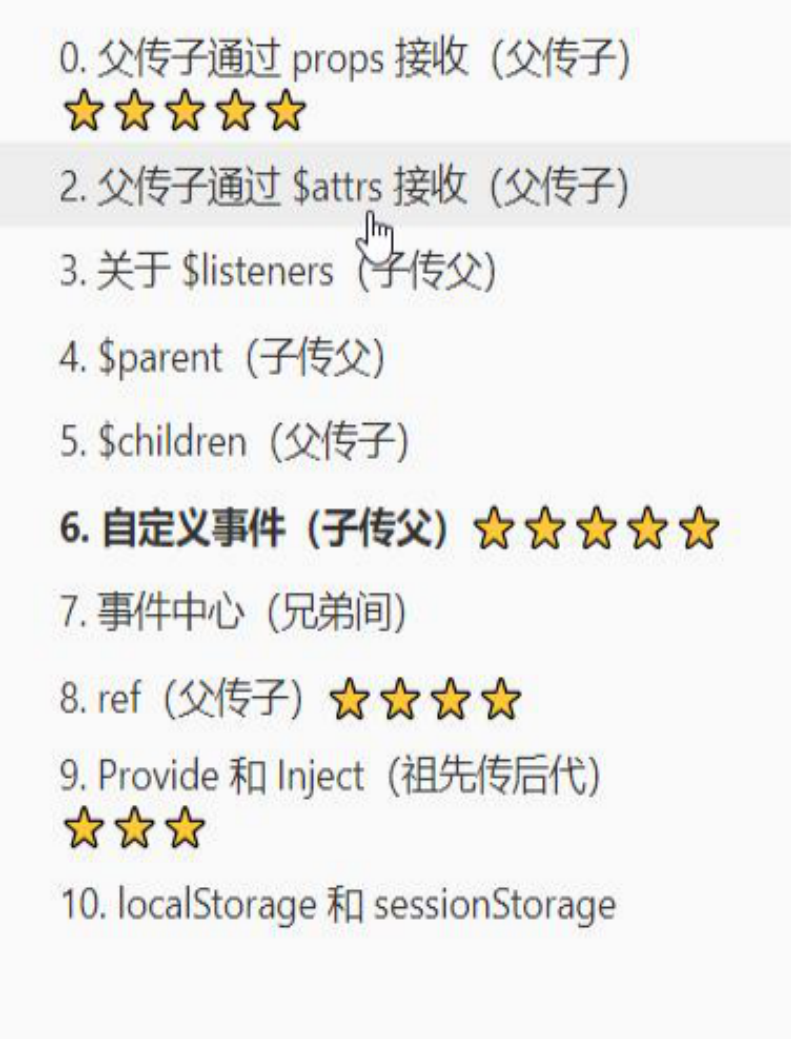 0. 父传子通过 props 接收（父传子）
⭐⭐⭐⭐⭐
2. 父传子通过 $attrs 接收（父传子）
3. 关于 $listeners（子传父）
4. $parent（子传父）
5. $children（父传子）
6. 自定义事件（子传父）⭐⭐⭐⭐⭐
7. 事件中心（兄弟间）
8. ref（父传子）⭐⭐⭐⭐
9. Provide 和 Inject（祖先传后代）
⭐⭐⭐
10. localStorage 和 sessionStorage